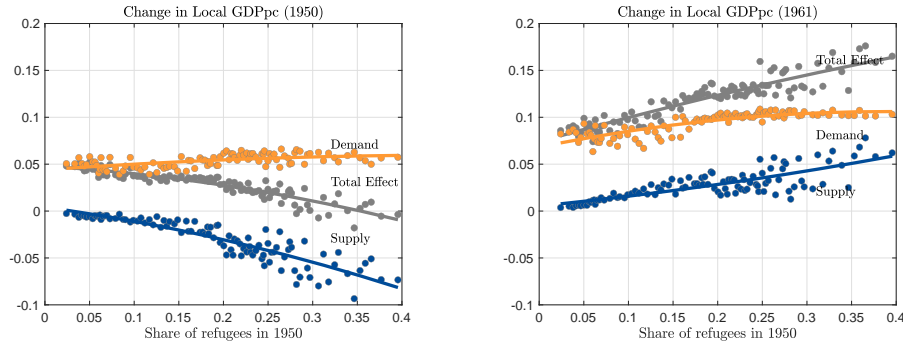 Change in Local GDPpc (1950)
0.2
0.15
0.1
0.05
0
-0.05
-0.1
Demand
Total Effect
Supply
0 0.05 0.1 0.15 0.2 0.25 0.3 0.35 0.4
Share of refugees in 1950
Change in Local GDPpc (1961)
0.2
0.15
0.1
0.05
0
-0.05
-0.1
Total Effect
Demand
Supply
0 0.05 0.1 0.15 0.2 0.25 0.3 0.35 0.4
Share of refugees in 1950